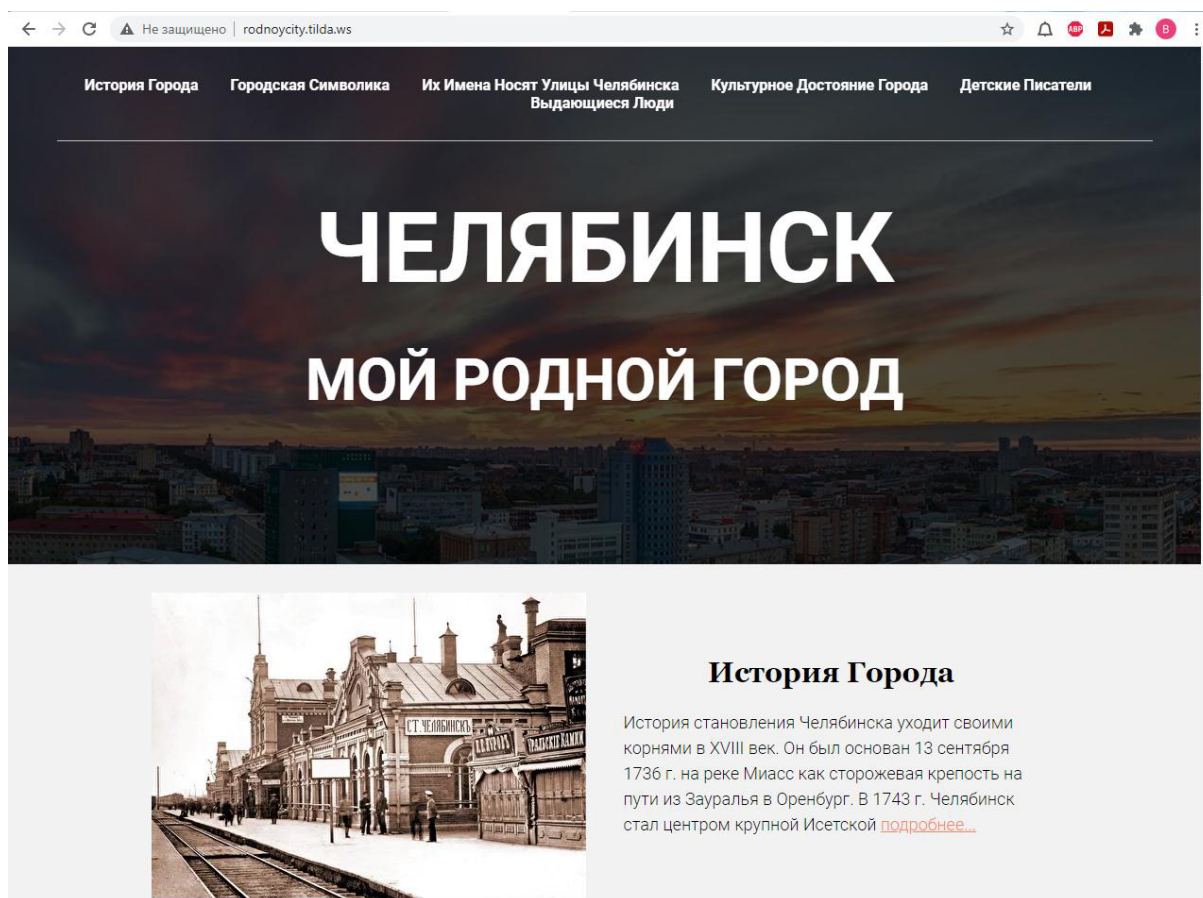 Не защищено | rodnoycity.tilda.ws
ABP
B
История Города Городская Символика Их Имена Носят Улицы Челябинска Культурное Достояние Города Детские Писатели
Выдающиеся Люди
ЧЕЛЯБИНСК
МОЙ РОДНОЙ ГОРОД
СТ. ЧЕЛЯБИНСКЪ
История Города
История становления Челябинска уходит своими
корнями в XVIII век. Он был основан 13 сентября
1736 г. на реке Миасс как сторожевая крепость на
пути из Зауралья в Оренбург. В 1743 г. Челябинск
стал центром крупной Исетской подробнее...